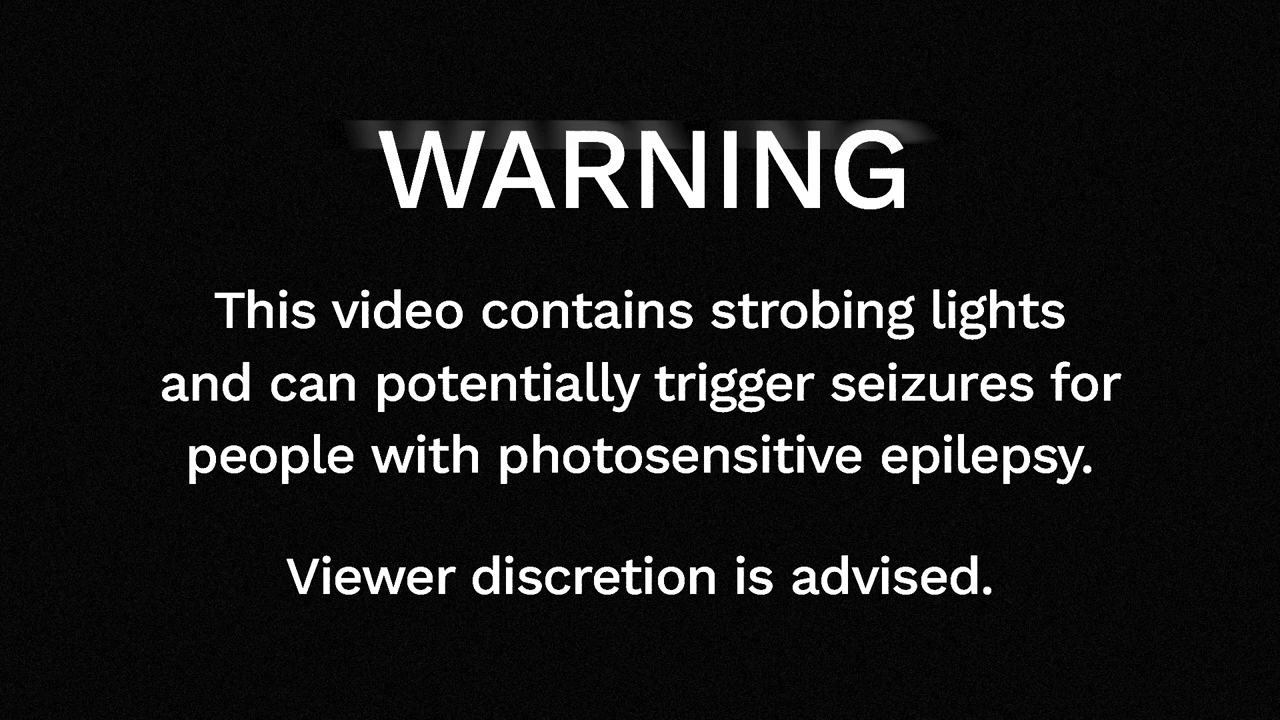 WARNING
This video contains strobing lights
and can potentially trigger seizures for
people with photosensitive epilepsy.
Viewer discretion is advised.